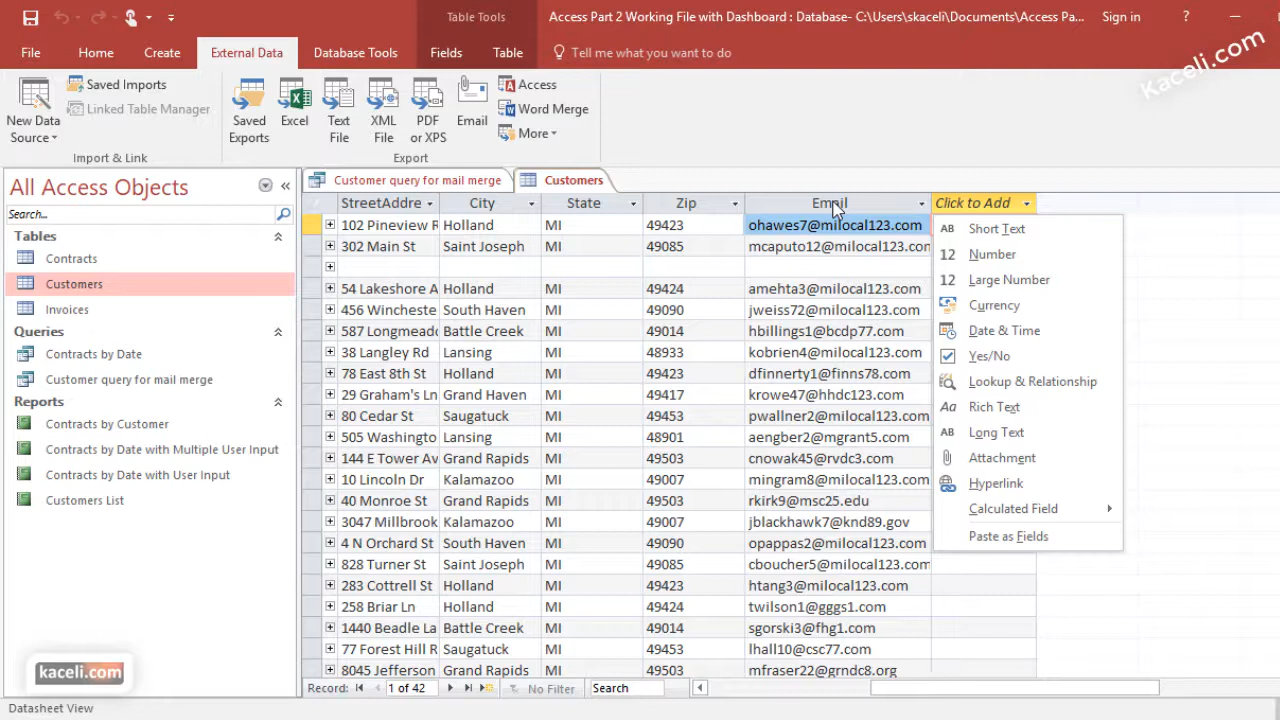 Table Tools
Access Part 2 Working File with Dashboard : Database- C:\Users\skaceli\Documents\Access Pa...
Sign in
?
File
Home
Create
External Data
Database Tools
Fields
Table
Tell me what you want to do
Kaceli.com
New Data Source
Saved Imports
Linked Table Manager
Import & Link
Saved Exports
Excel
Text File
XML File
PDF or XPS
Email
Access
Word Merge
More
Export
All Access Objects
Search...
Tables
Contracts
Customers
Invoices
Queries
Contracts by Date
Customer query for mail merge
Reports
Contracts by Customer
Contracts by Date with Multiple User Input
Contracts by Date with User Input
Customers List
kaceli.com
Customer query for mail merge
Customers
StreetAddre City State Zip Email Click to Add
102 Pineview R Holland MI 49423 ohawes7@milocal123.com
302 Main St Saint Joseph MI 49085 mcaputo12@milocal123.con
54 Lakeshore A Holland MI 49424 amehta3@milocal123.com
456 Wincheste South Haven MI 49090 jweiss72@milocal123.com
587 Longmeado Battle Creek MI 49014 hbillings1@bcdp77.com
38 Langley Rd Lansing MI 48933 kobrien4@milocal123.com
78 East 8th St Holland MI 49423 dfinnerty1@finns78.com
29 Graham's Ln Grand Haven MI 49417 krowe47@hhdc123.com
80 Cedar St Saugatuck MI 49453 pwallner2@milocal123.com
505 Washingto Lansing MI 48901 aengber2@mgrant5.com
144 E Tower Av Grand Rapids MI 49503 cnowak45@rvdc3.com
10 Lincoln Dr Kalamazoo MI 49007 mingram8@milocal123.com
40 Monroe St Grand Rapids MI 49503 rkirk9@msc25.edu
3047 Millbrook Kalamazoo MI 49007 jblackhawk7@knd89.gov
4 N Orchard St South Haven MI 49090 opappas2@milocal123.com
828 Turner St Saint Joseph MI 49085 cboucher5@milocal123.com
283 Cottrell St Holland MI 49423 htang3@milocal123.com
258 Briar Ln Holland MI 49424 twilson1@gggs1.com
1440 Beadle La Battle Creek MI 49014 sgorski3@fhg1.com
77 Forest Hill R Saugatuck MI 49453 lhall10@csc77.com
8045 Jefferson Grand Rapids MI 49503 mfraser22@grndc8.org
AB Short Text
12 Number
12 Large Number
Currency
Date & Time
Yes/No
Lookup & Relationship
Aa Rich Text
AB Long Text
Attachment
Hyperlink
Calculated Field
Paste as Fields
Record: 1 of 42 No Filter Search
Datasheet View